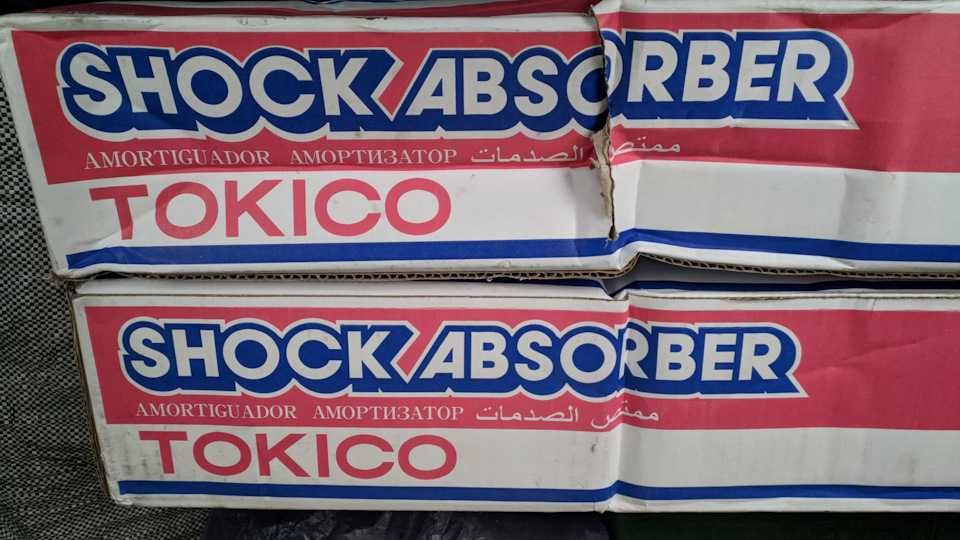 SHOCK ABSORBER
AMORTIGUADOR АМОРТИЗАТОР ممتص الصدمات
TOKICO
SHOCK ABSORBER
AMORTIGUADOR АМОРТИЗАТОР ممتص الصدمات
TOKICO